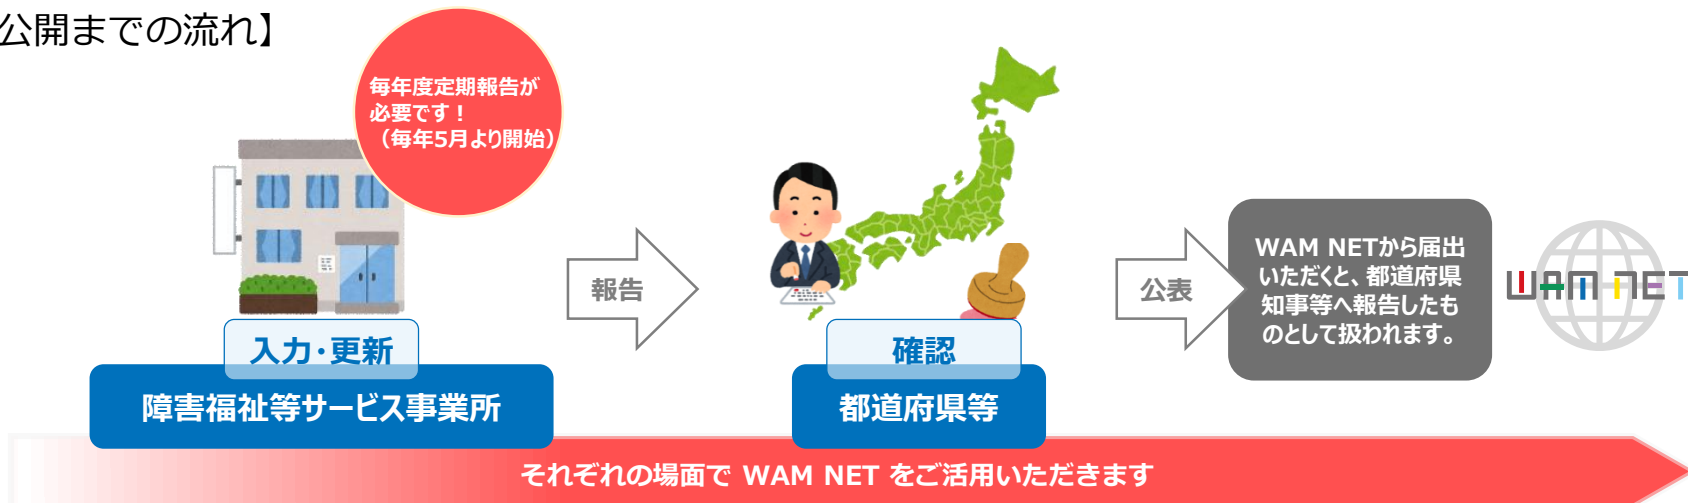 公開までの流れ】
毎年度定期報告が
必要です！
（毎年5月より開始）
報告
公表
WAM NETから届出
いただくと、都道府県
知事等へ報告したも
のとして扱われます。
WAM NET
入力・更新
障害福祉等サービス事業所
確認
都道府県等
それぞれの場面で WAM NET をご活用いただきます